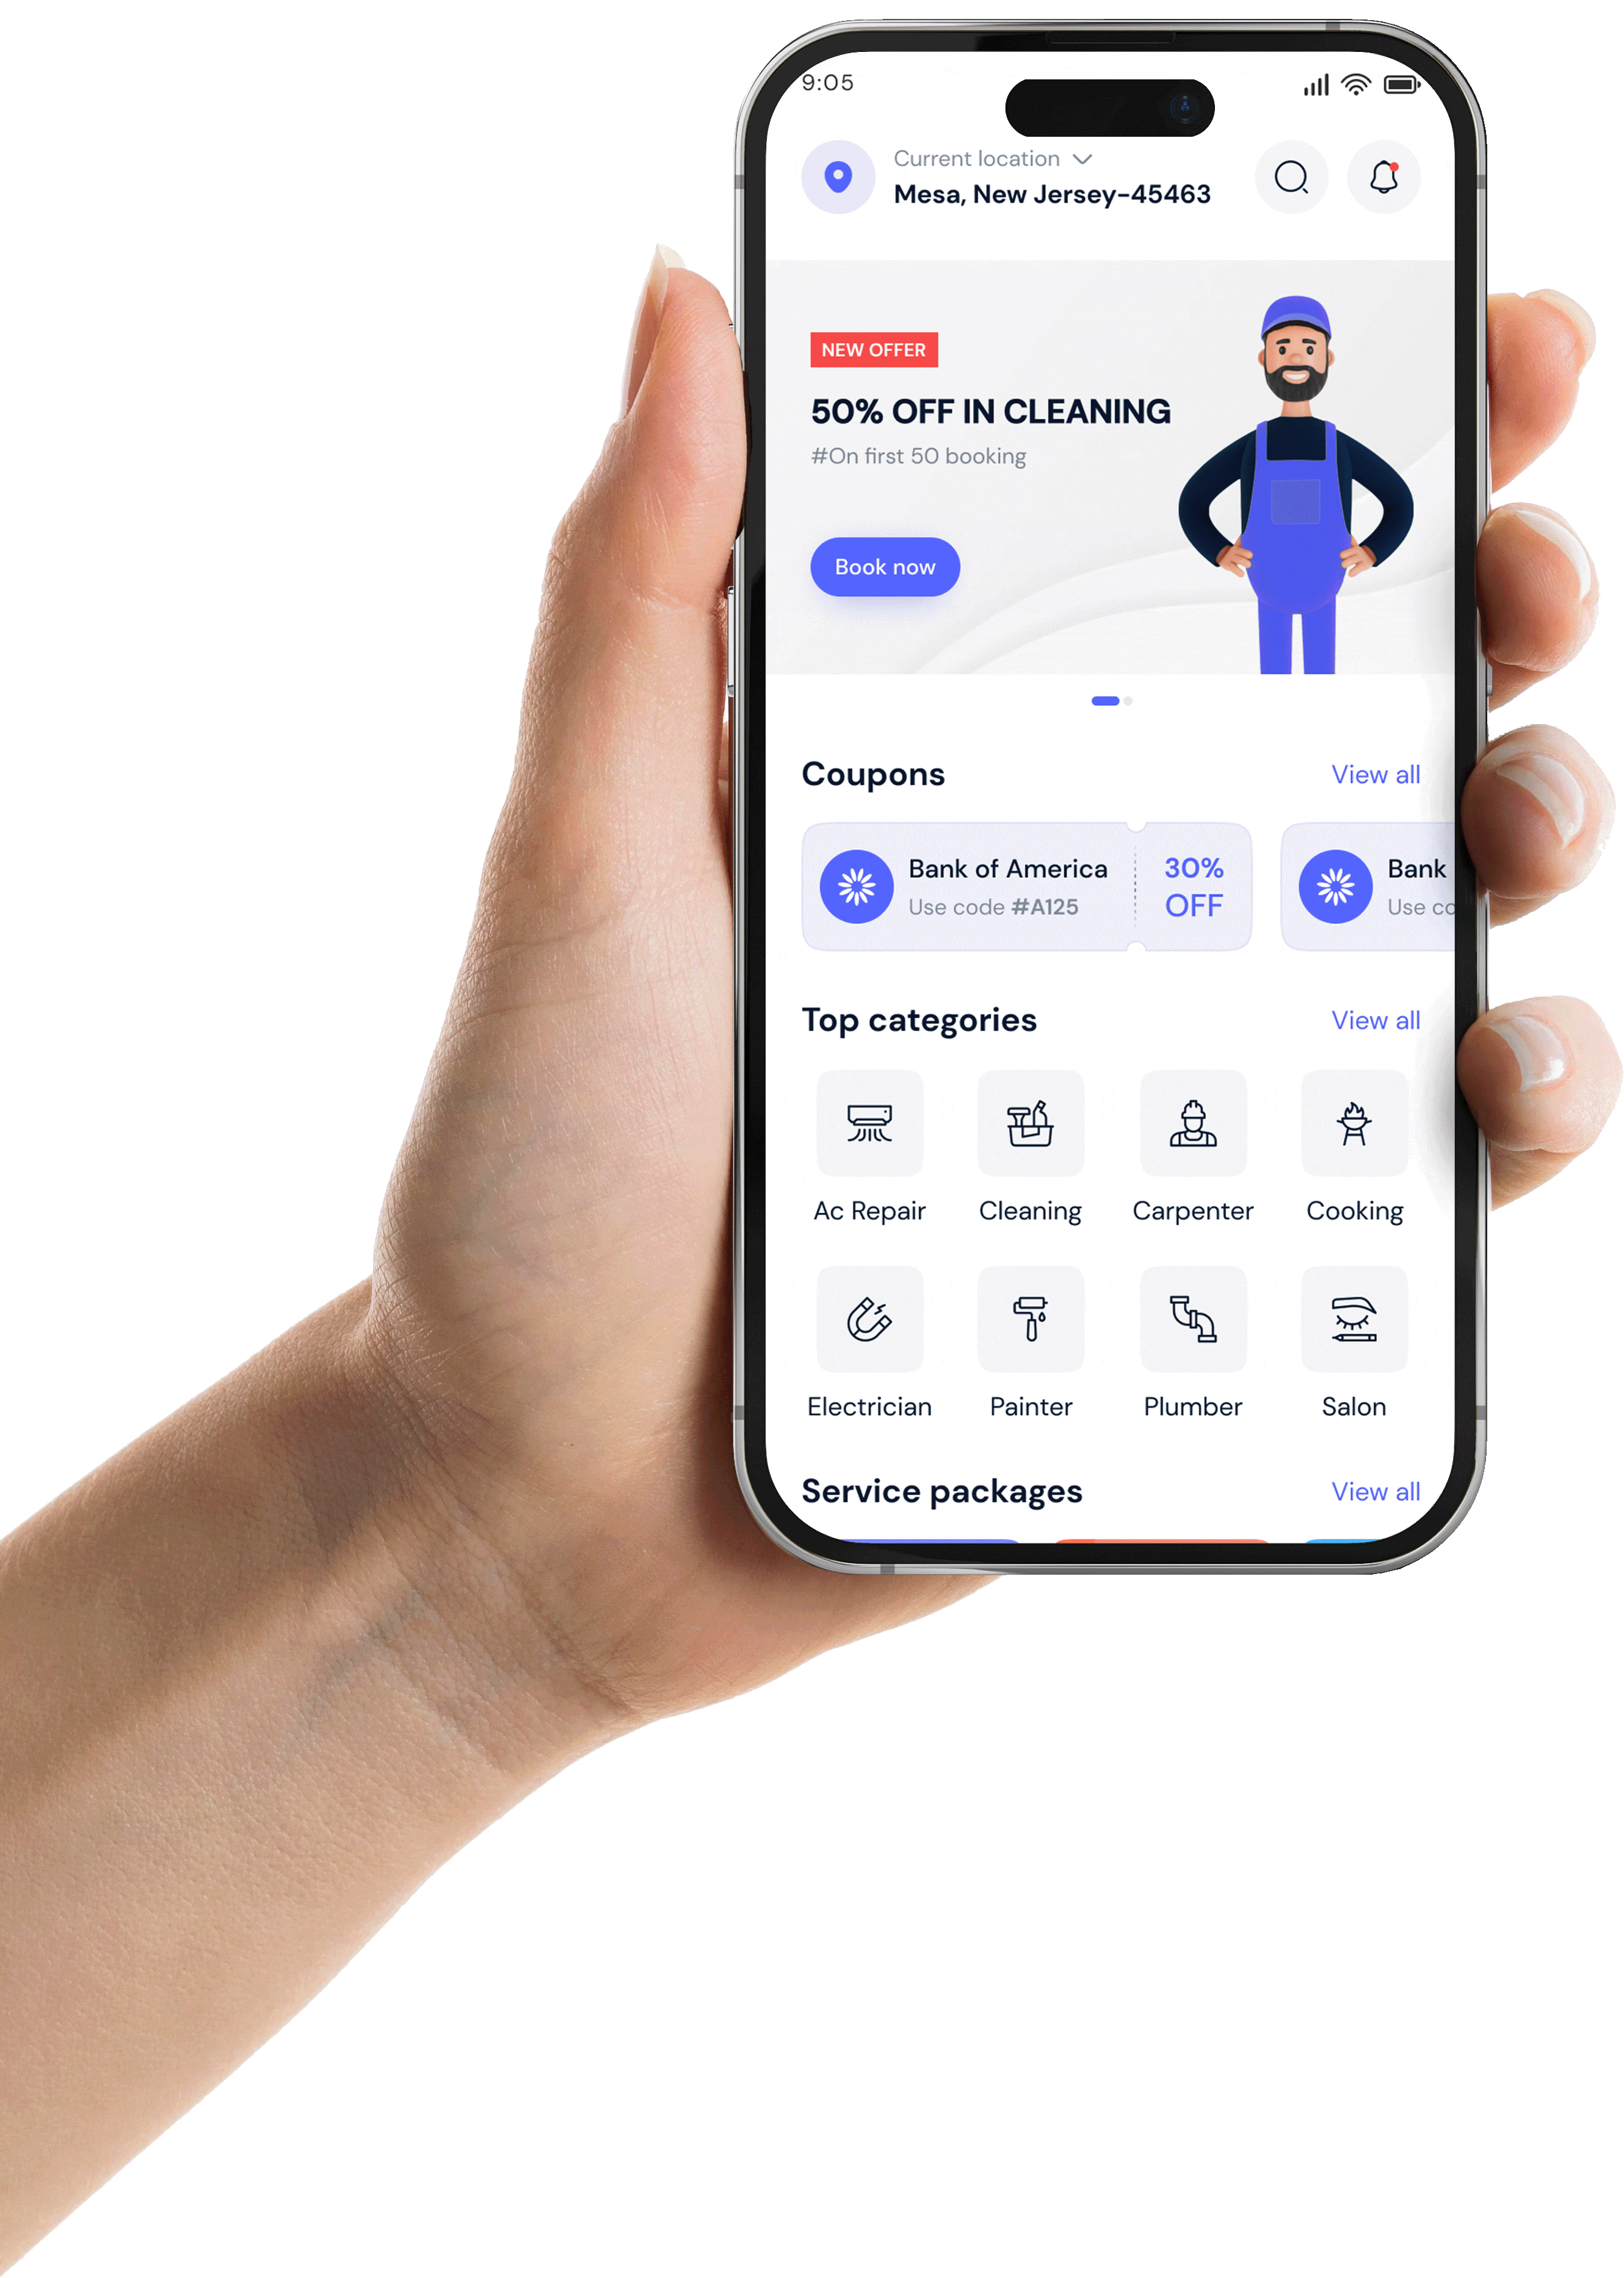 9:05
Current location
Mesa, New Jersey-45463
NEW OFFER
50% OFF IN CLEANING
#On first 50 booking
Book now
Coupons
View all
Bank of America
Use code #A125
30%
OFF
Bank
Use co
Top categories
View all
Ac Repair
Cleaning
Carpenter
Cooking
Electrician
Painter
Plumber
Salon
Service packages
View all